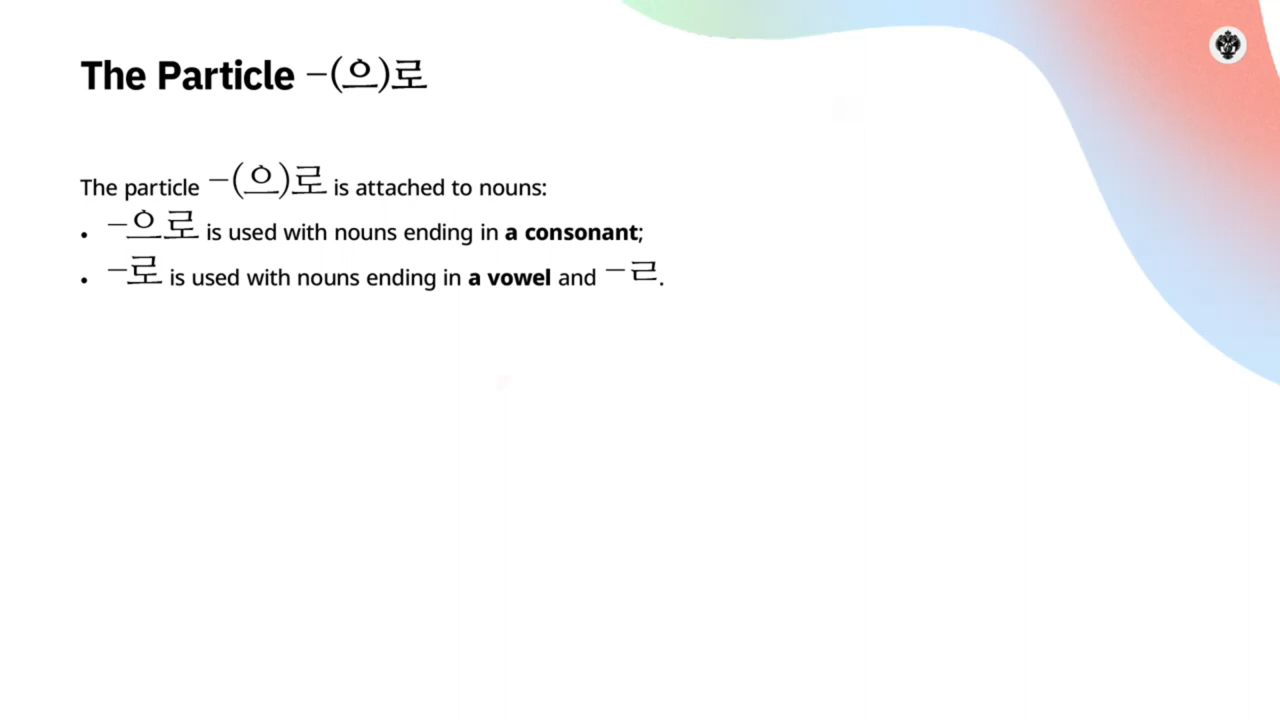 The Particle –(으)로
The particle –(으)로 is attached to nouns:
• –으로 is used with nouns ending in a consonant;
• –로 is used with nouns ending in a vowel and –ㄹ.